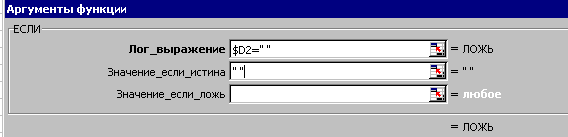 Аргументы функции
ЕСЛИ
Лог_выражение $D2=" " = ЛОЖЬ
Значение_если_истина " " = " "
Значение_если_ложь = любое
= ЛОЖЬ